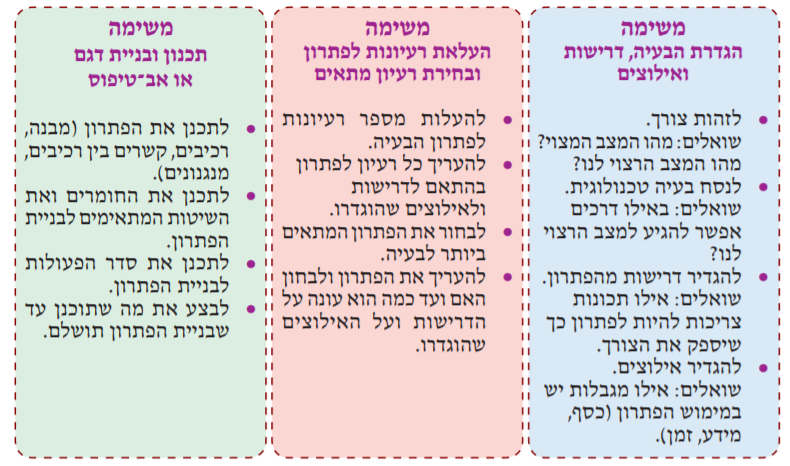 משימה
הגדרת הבעיה, דרישות
ואילוצים
לזהות צורך.
שואלים: מהו המצב המצוי?
מהו המצב הרצוי לנו?
לנסח בעיה טכנולוגית.
שואלים: באילו דרכים
אפשר להגיע למצב הרצוי
לנו?
להגדיר דרישות מהפתרון.
שואלים: אילו תכונות
צריכות להיות לפתרון כך
שיספק את הצורך.
להגדיר אילוצים.
שואלים: אילו מגבלות יש
במימוש הפתרון (כסף,
מידע, זמן).
משימה
העלאת רעיונות לפתרון
ובחירת רעיון מתאים
להעלות מספר רעיונות
לפתרון הבעיה.
להעריך כל רעיון לפתרון
בהתאם לדרישות
ולאילוצים שהוגדרו.
לבחור את הפתרון המתאים
ביותר לבעיה.
להעריך את הפתרון ולבחון
האם ועד כמה הוא עונה על
הדרישות ועל האילוצים
שהוגדרו.
משימה
תכנון ובניית דגם
או אב־טיפוס
לתכנן את הפתרון (מבנה,
רכיבים, קשרים בין רכיבים,
מנגנונים).
לתכנן את החומרים ואת
השיטות המתאימים לבניית
הפתרון.
לתכנן את סדר הפעולות
לבניית הפתרון.
לבצע את מה שתוכנן עד
שבניית הפתרון תושלם.